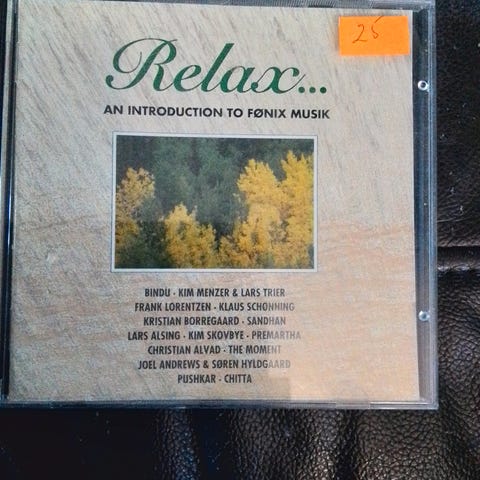 25
Relax...
AN INTRODUCTION TO FØNIX MUSIK
BINDU · KIM MENZER & LARS TRIER
FRANK LORENTZEN · KLAUS SCHØNNING
KRISTIAN BORREGAARD · SANDHAN
LARS ALSING · KIM SKOVBYE · PREMARTHA
CHRISTIAN ALVAD · THE MOMENT
JOEL ANDREWS & SØREN HYLDGAARD
PUSHKAR · CHITTA